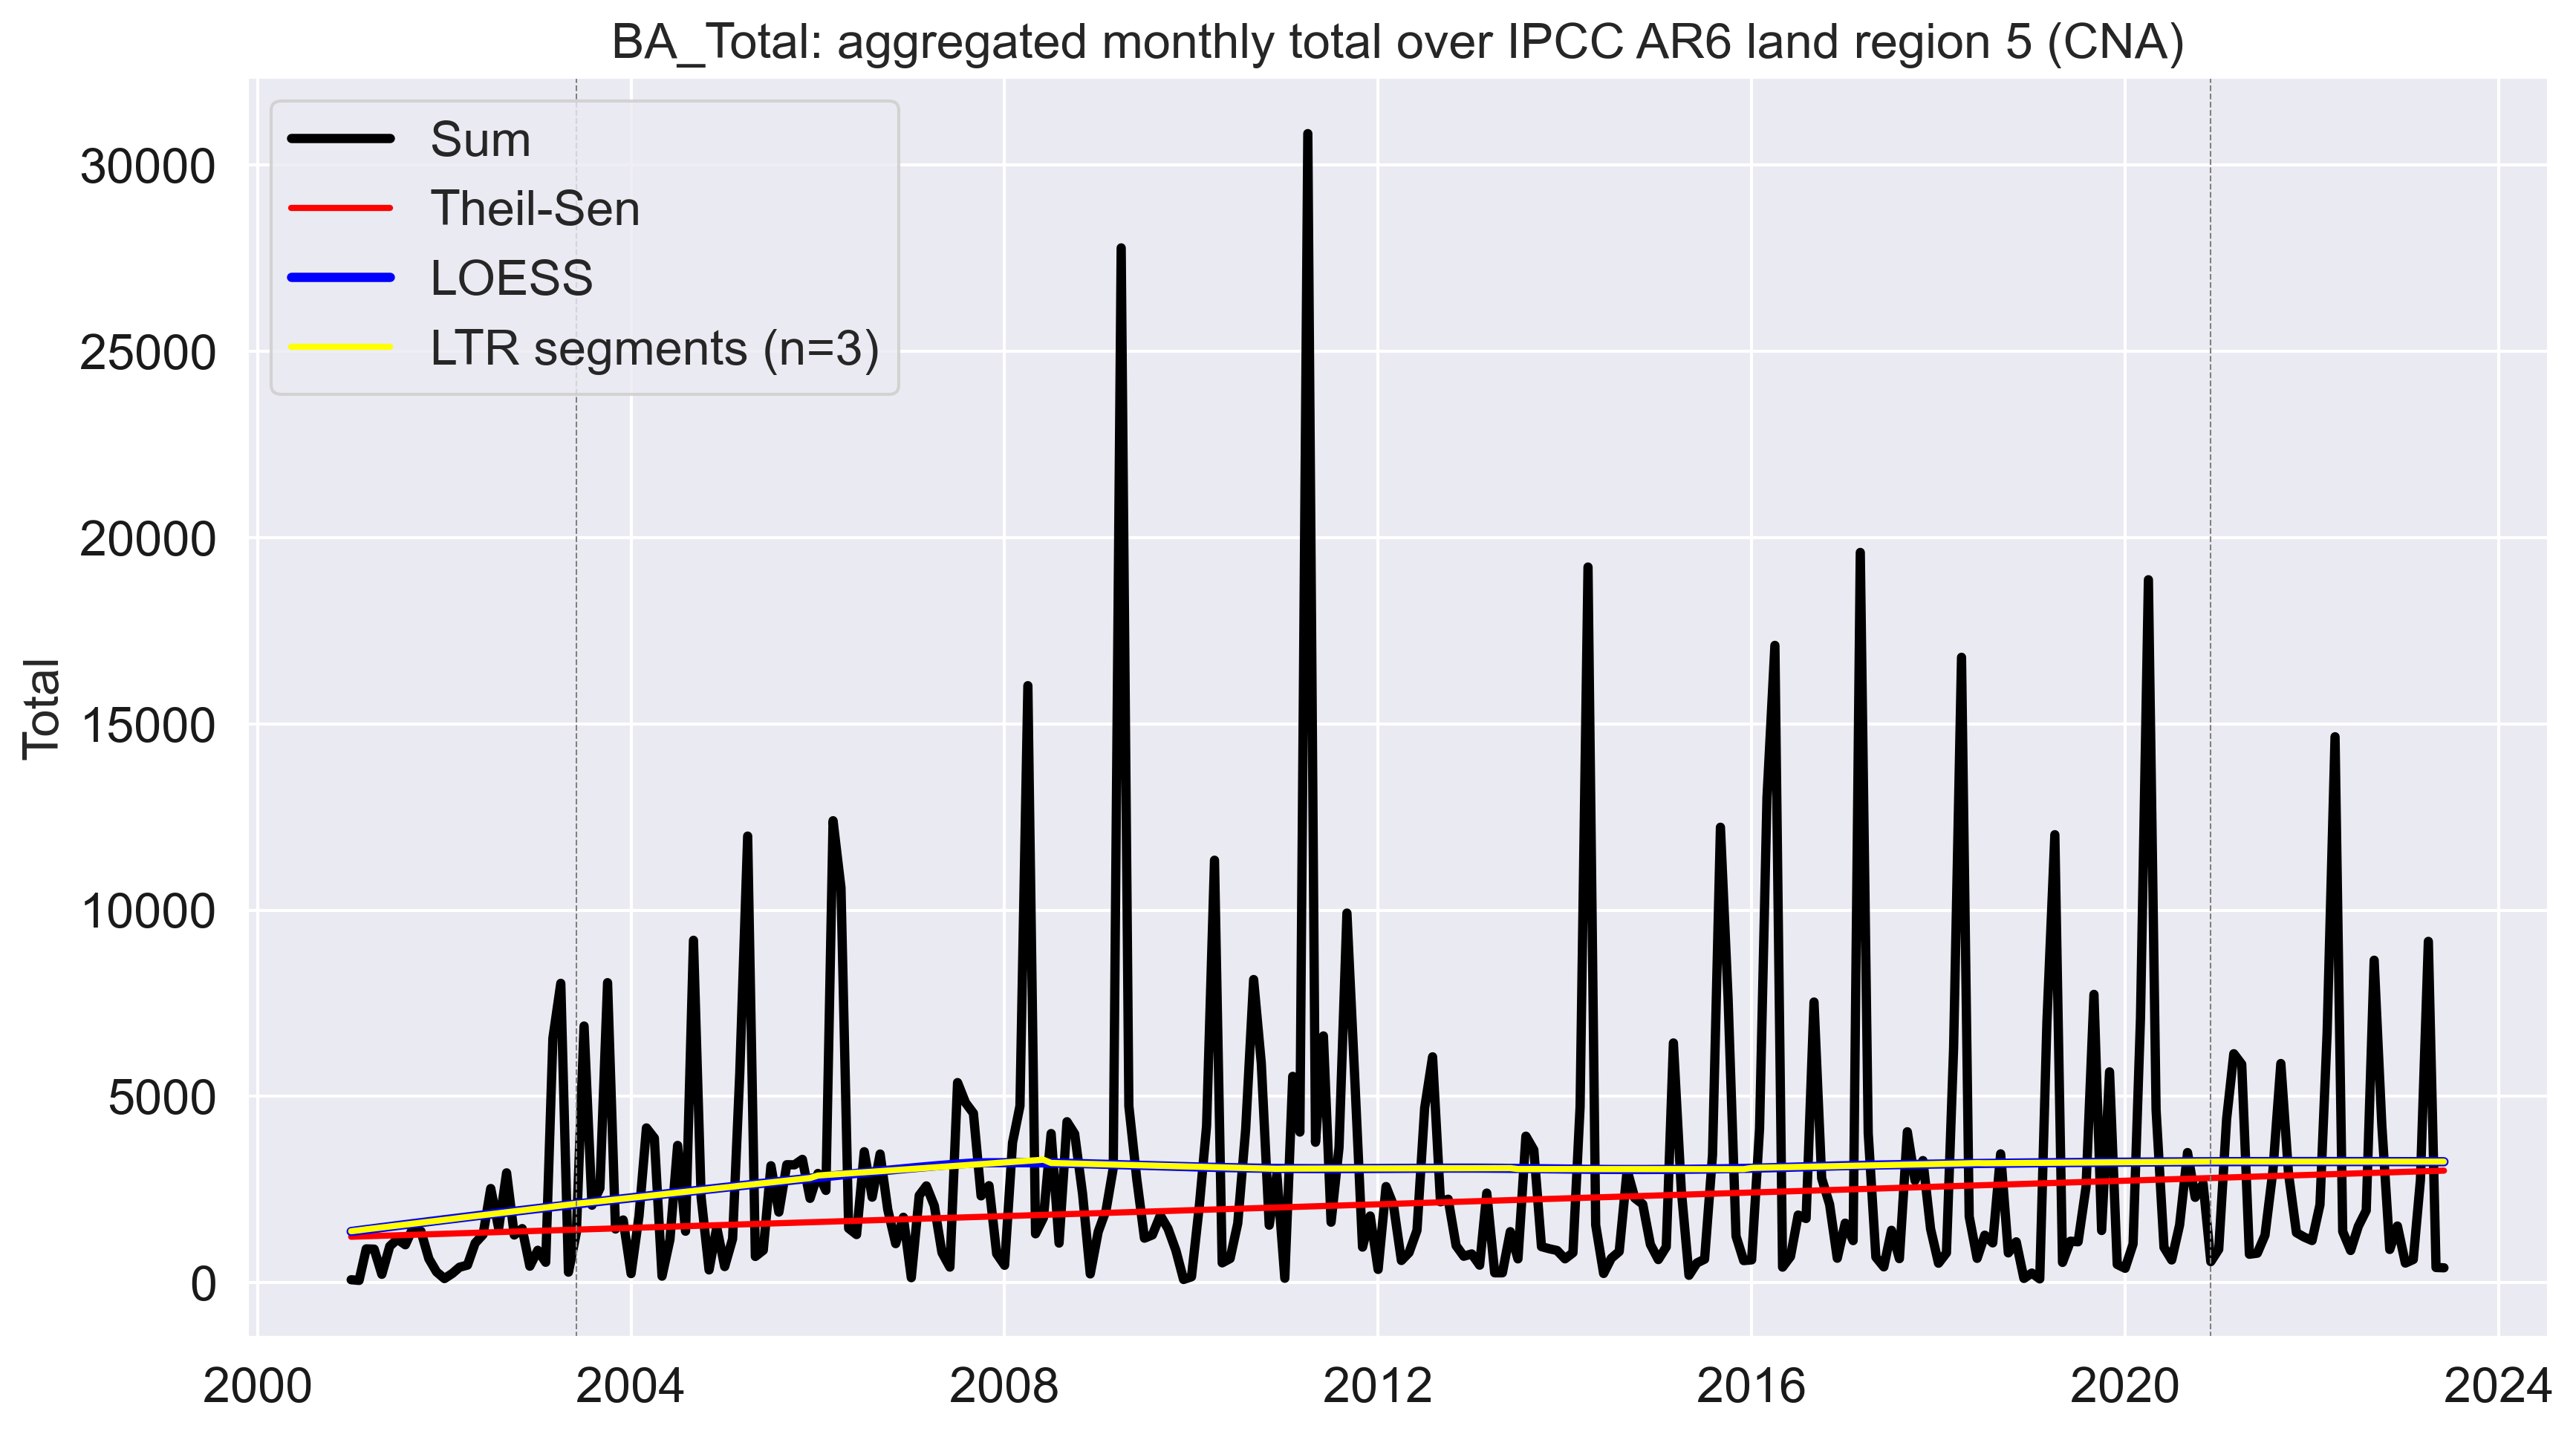 BA_Total: aggregated monthly total over IPCC AR6 land region 5 (CNA)
Sum
Theil-Sen
LOESS
LTR segments (n=3)
Total
30000
25000
20000
15000
10000
5000
0
2000 2004 2008 2012 2016 2020 2024